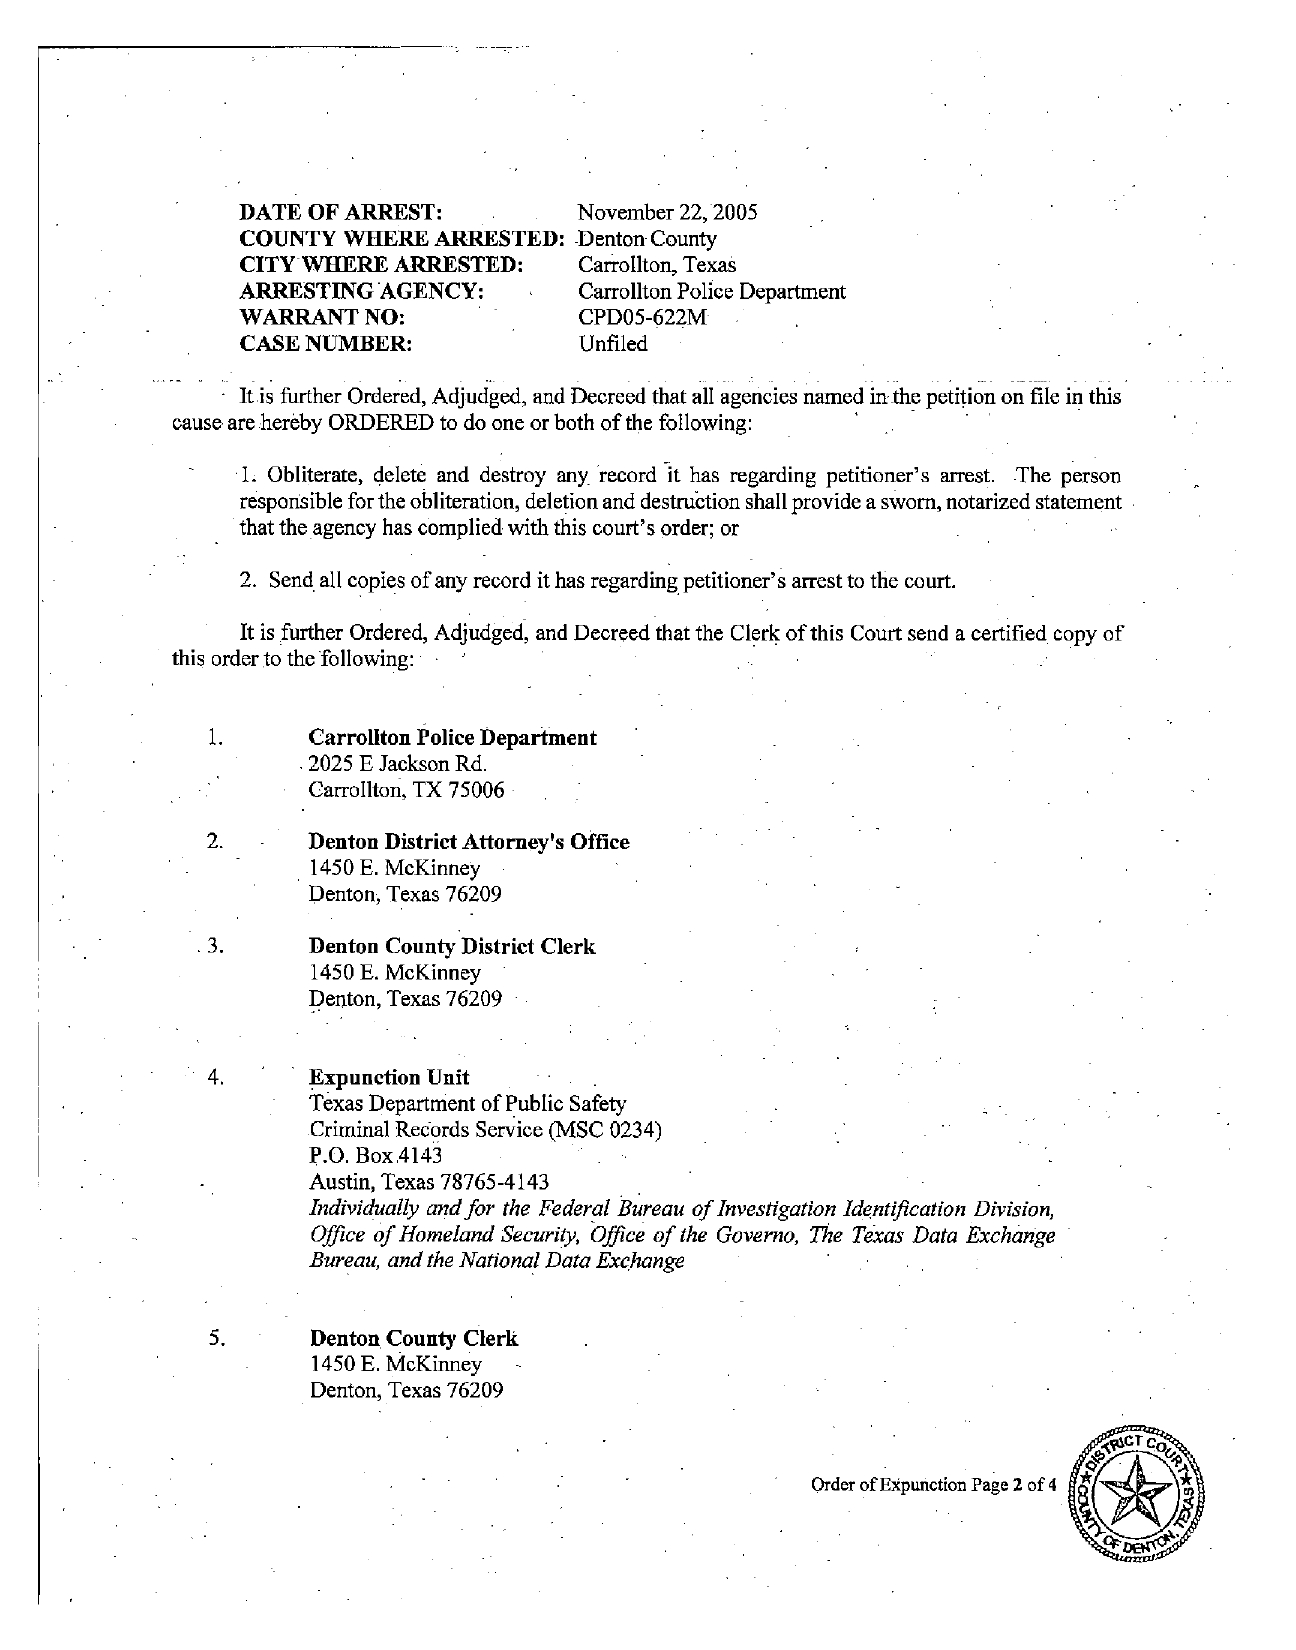 DATE OF ARREST: November 22, 2005
COUNTY WHERE ARRESTED: Denton County
CITY WHERE ARRESTED: Carrollton, Texas
ARRESTING AGENCY: Carrollton Police Department
WARRANT NO: CPD05-622M
CASE NUMBER: Unfiled
It is further Ordered, Adjudged, and Decreed that all agencies named in the petition on file in this
cause are hereby ORDERED to do one or both of the following:
1. Obliterate, delete and destroy any record it has regarding petitioner's arrest. The person
responsible for the obliteration, deletion and destruction shall provide a sworn, notarized statement
that the agency has complied with this court's order; or
2. Send all copies of any record it has regarding petitioner's arrest to the court.
It is further Ordered, Adjudged, and Decreed that the Clerk of this Court send a certified copy of
this order to the following:
1. Carrollton Police Department
2025 E Jackson Rd.
Carrollton, TX 75006
2. Denton District Attorney's Office
1450 E. McKinney
Denton, Texas 76209
3. Denton County District Clerk
1450 E. McKinney
Denton, Texas 76209
4. Expunction Unit
Texas Department of Public Safety
Criminal Records Service (MSC 0234)
P.O. Box 4143
Austin, Texas 78765-4143
Individually and for the Federal Bureau of Investigation Identification Division,
Office of Homeland Security, Office of the Governo, The Texas Data Exchange
Bureau, and the National Data Exchange
5. Denton County Clerk
1450 E. McKinney
Denton, Texas 76209
Order of Expunction Page 2 of 4
DISTRICT COURT
COUNTY OF DENTON, TEXAS